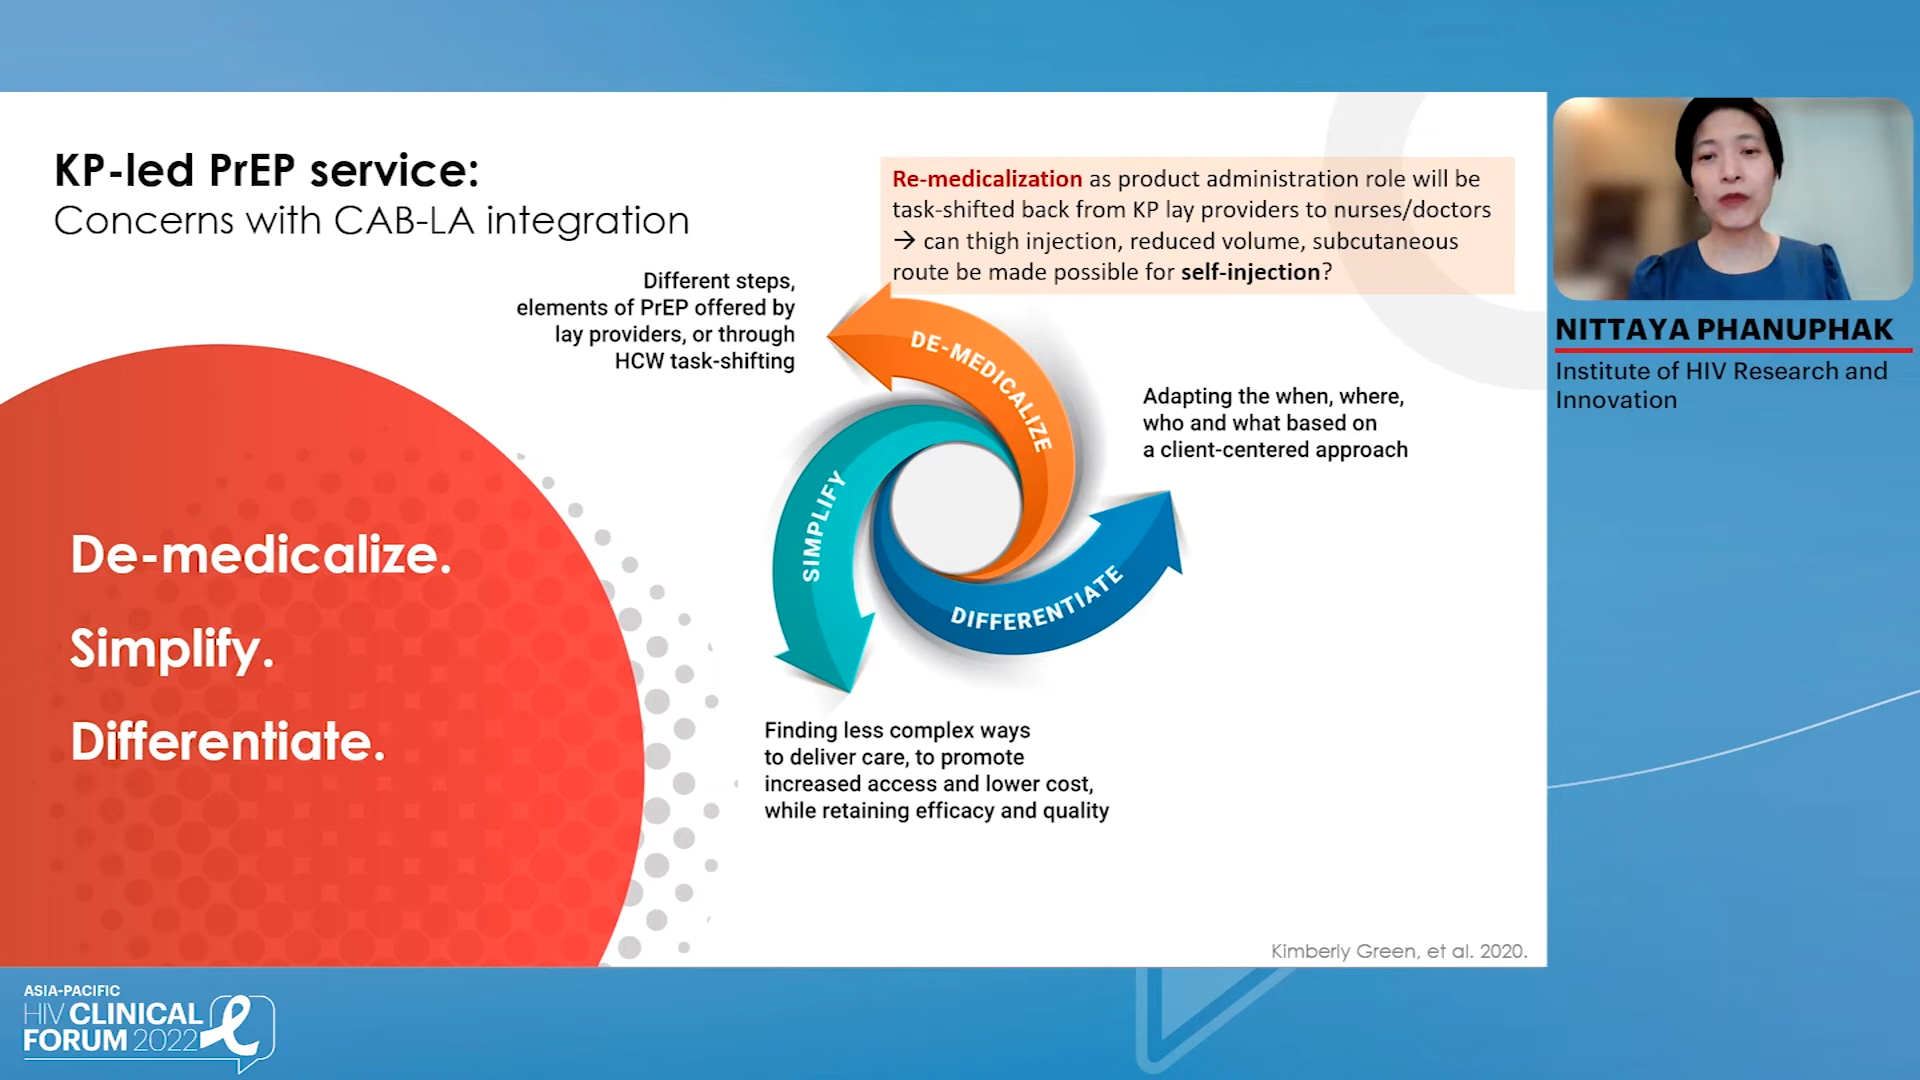 KP-led PrEP service:
Concerns with CAB-LA integration
Re-medicalization as product administration role will be
task-shifted back from KP lay providers to nurses/doctors
→ can thigh injection, reduced volume, subcutaneous
route be made possible for self-injection?
Different steps,
elements of PrEP offered by
lay providers, or through
HCW task-shifting
DE-MEDICALIZE
Adapting the when, where,
who and what based on
a client-centered approach
SIMPLIFY
DIFFERENTIATE
De-medicalize.
Simplify.
Differentiate.
Finding less complex ways
to deliver care, to promote
increased access and lower cost,
while retaining efficacy and quality
Kimberly Green, et al. 2020.
NITTAYA PHANUPHAK
Institute of HIV Research and
Innovation
ASIA-PACIFIC
HIV CLINICAL
FORUM 2022